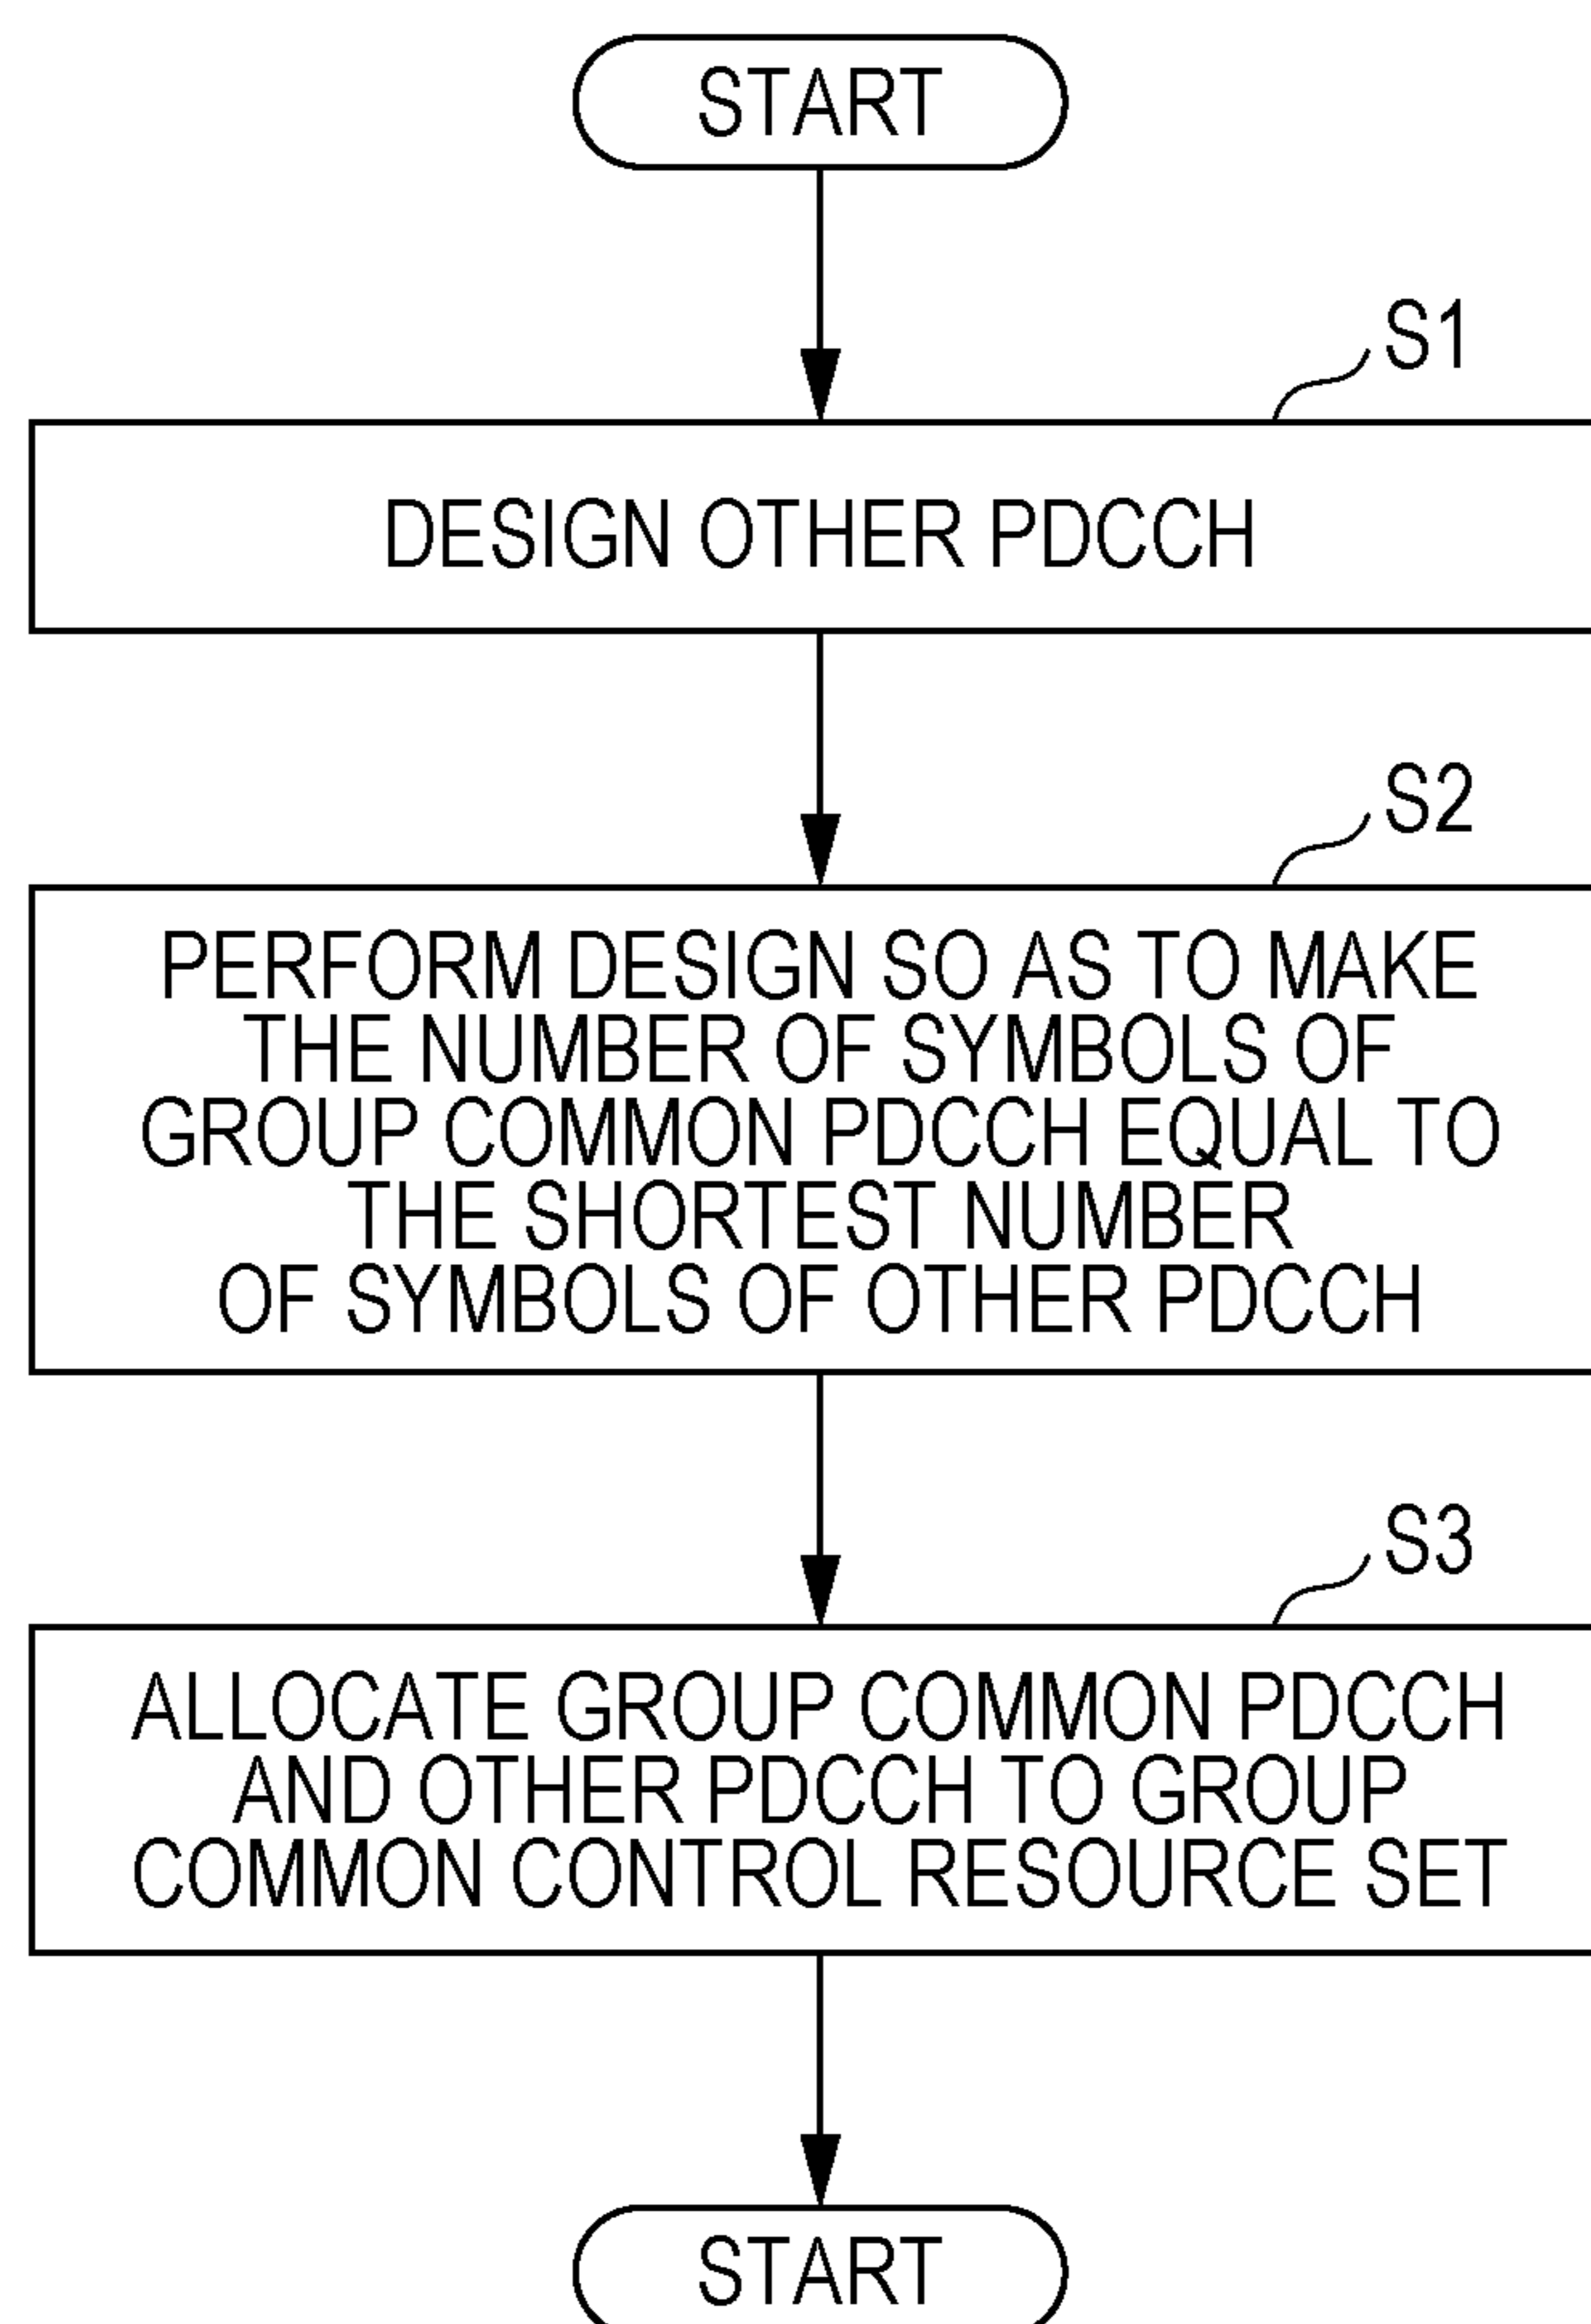 START
S1
DESIGN OTHER PDCCH
S2
PERFORM DESIGN SO AS TO MAKE
THE NUMBER OF SYMBOLS OF
GROUP COMMON PDCCH EQUAL TO
THE SHORTEST NUMBER
OF SYMBOLS OF OTHER PDCCH
S3
ALLOCATE GROUP COMMON PDCCH
AND OTHER PDCCH TO GROUP
COMMON CONTROL RESOURCE SET
START